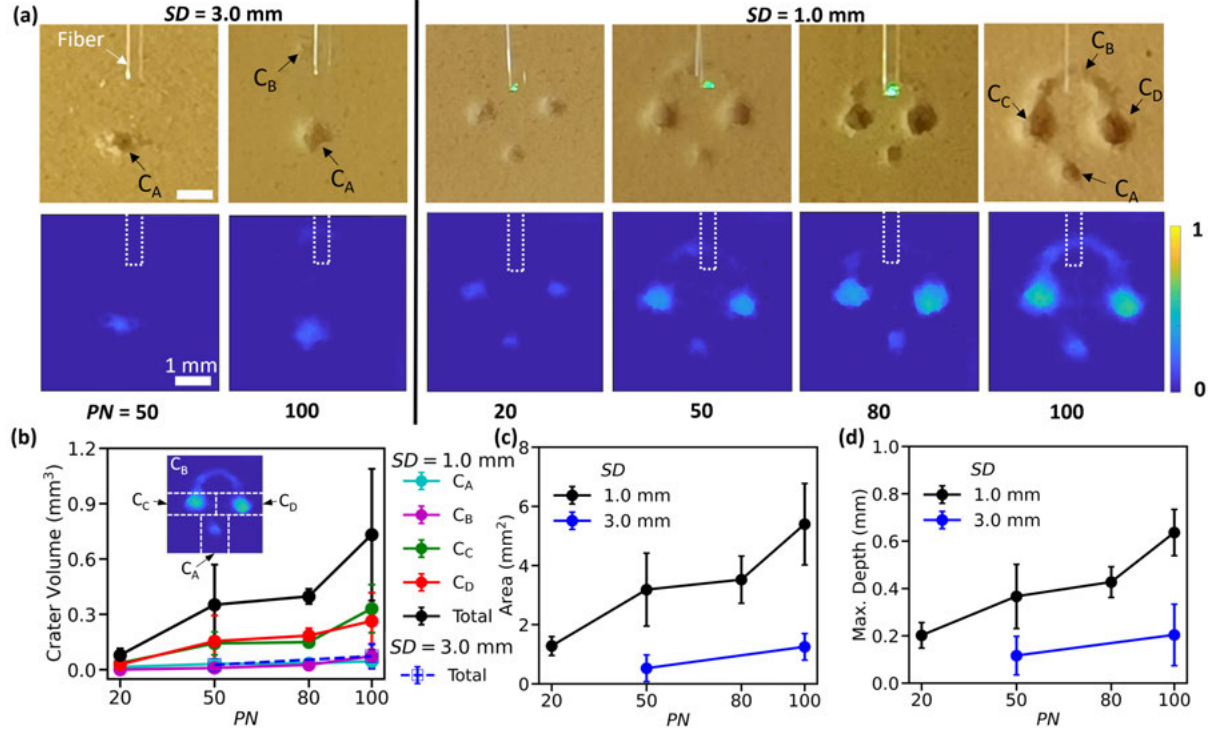 (a)
SD = 3.0 mm
SD = 1.0 mm
Fiber
C_A
C_B
C_A
C_B
C_C
C_D
C_A
1 mm
1
0
PN = 50
100
20
50
80
100
(b)
Crater Volume (mm³)
1.2
0.9
0.6
0.3
0.0
20
50
80
100
PN
C_B
C_C
C_D
C_A
SD = 1.0 mm
C_A
C_B
C_C
C_D
Total
SD = 3.0 mm
Total
(c)
Area (mm²)
8
6
4
2
0
SD
1.0 mm
3.0 mm
20
50
80
100
PN
(d)
Max. Depth (mm)
1.0
0.8
0.6
0.4
0.2
0.0
SD
1.0 mm
3.0 mm
20
50
80
100
PN